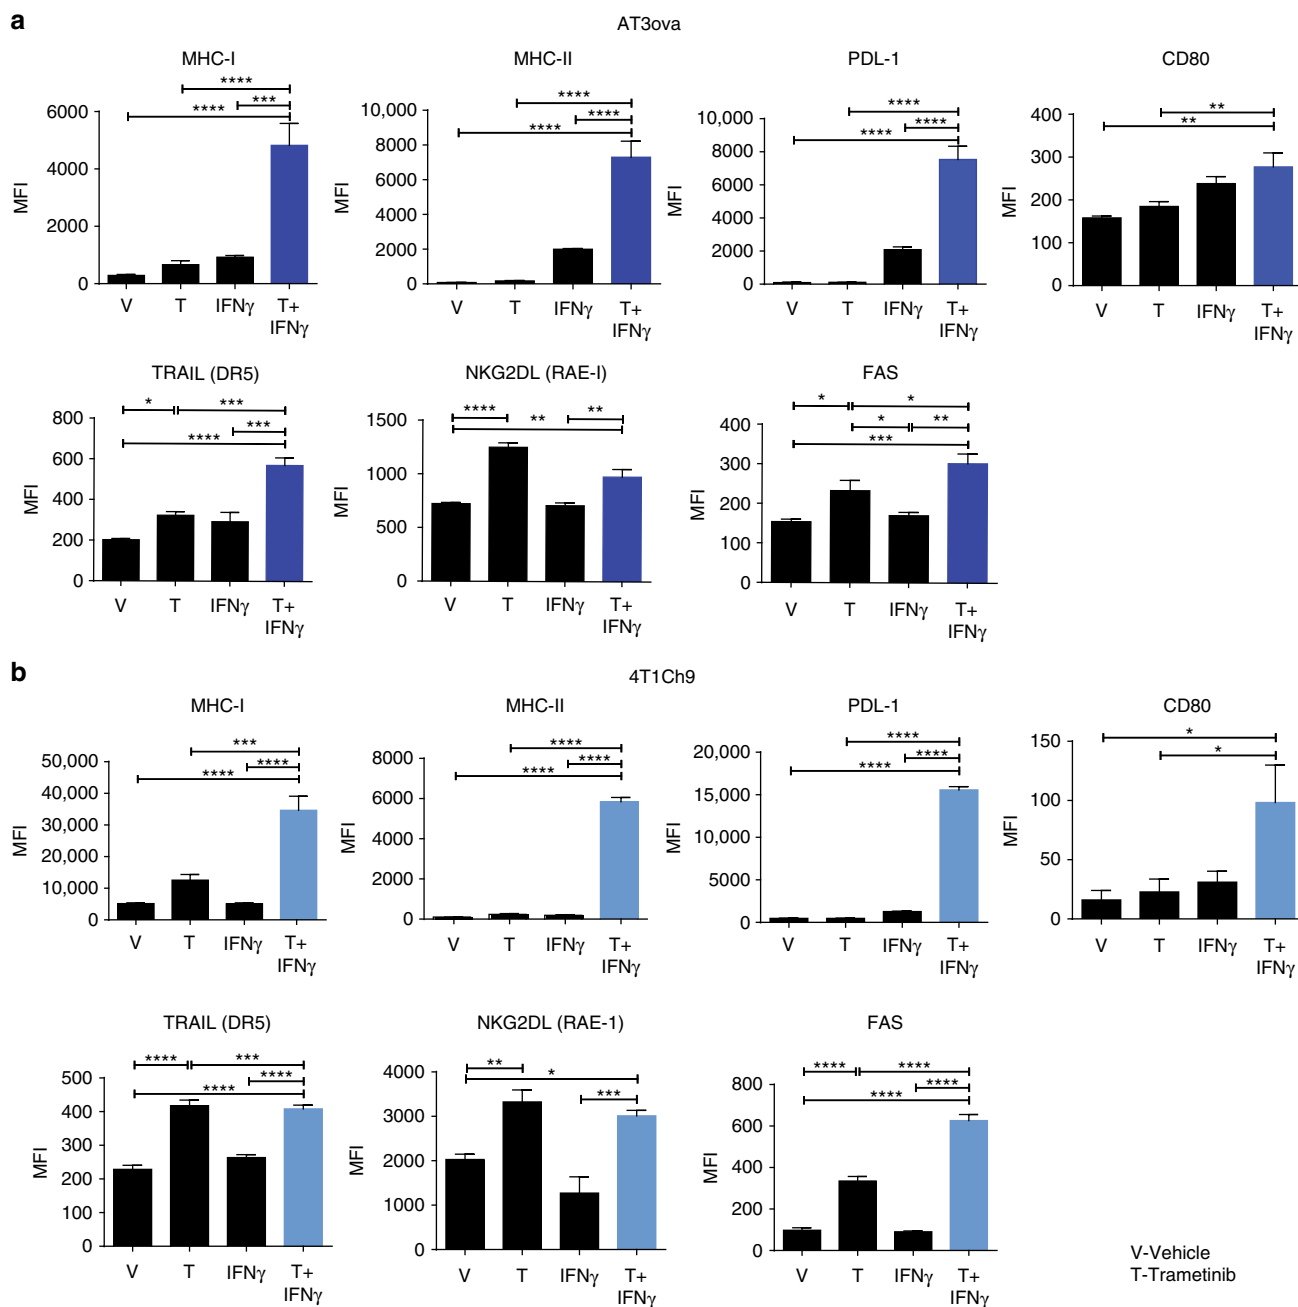 a
AT3ova
MHC-I
MHC-II
PDL-1
CD80
****
****
***
6000
4000
2000
0
MFI
V
T
IFNγ
T+
IFNγ
****
****
****
10,000
8000
6000
4000
2000
0
MFI
V
T
IFNγ
T+
IFNγ
****
****
****
10,000
8000
6000
4000
2000
0
MFI
V
T
IFNγ
T+
IFNγ
**
**
400
300
200
100
0
MFI
V
T
IFNγ
T+
IFNγ
TRAIL (DR5)
NKG2DL (RAE-I)
FAS
*
***
***
****
800
600
400
200
0
MFI
V
T
IFNγ
T+
IFNγ
****
**
**
1500
1000
500
0
MFI
V
T
IFNγ
T+
IFNγ
*
*
*
**
***
400
300
200
100
0
MFI
V
T
IFNγ
T+
IFNγ
b
4T1Ch9
MHC-I
MHC-II
PDL-1
CD80
***
****
****
50,000
40,000
30,000
20,000
10,000
0
MFI
V
T
IFNγ
T+
IFNγ
****
****
****
8000
6000
4000
2000
0
MFI
V
T
IFNγ
T+
IFNγ
****
****
****
20,000
15,000
10,000
5000
0
MFI
V
T
IFNγ
T+
IFNγ
*
*
150
100
50
0
MFI
V
T
IFNγ
T+
IFNγ
TRAIL (DR5)
NKG2DL (RAE-1)
FAS
****
***
****
****
500
400
300
200
100
0
MFI
V
T
IFNγ
T+
IFNγ
**
*
***
4000
3000
2000
1000
0
MFI
V
T
IFNγ
T+
IFNγ
****
****
****
****
800
600
400
200
0
MFI
V
T
IFNγ
T+
IFNγ
V-Vehicle
T-Trametinib